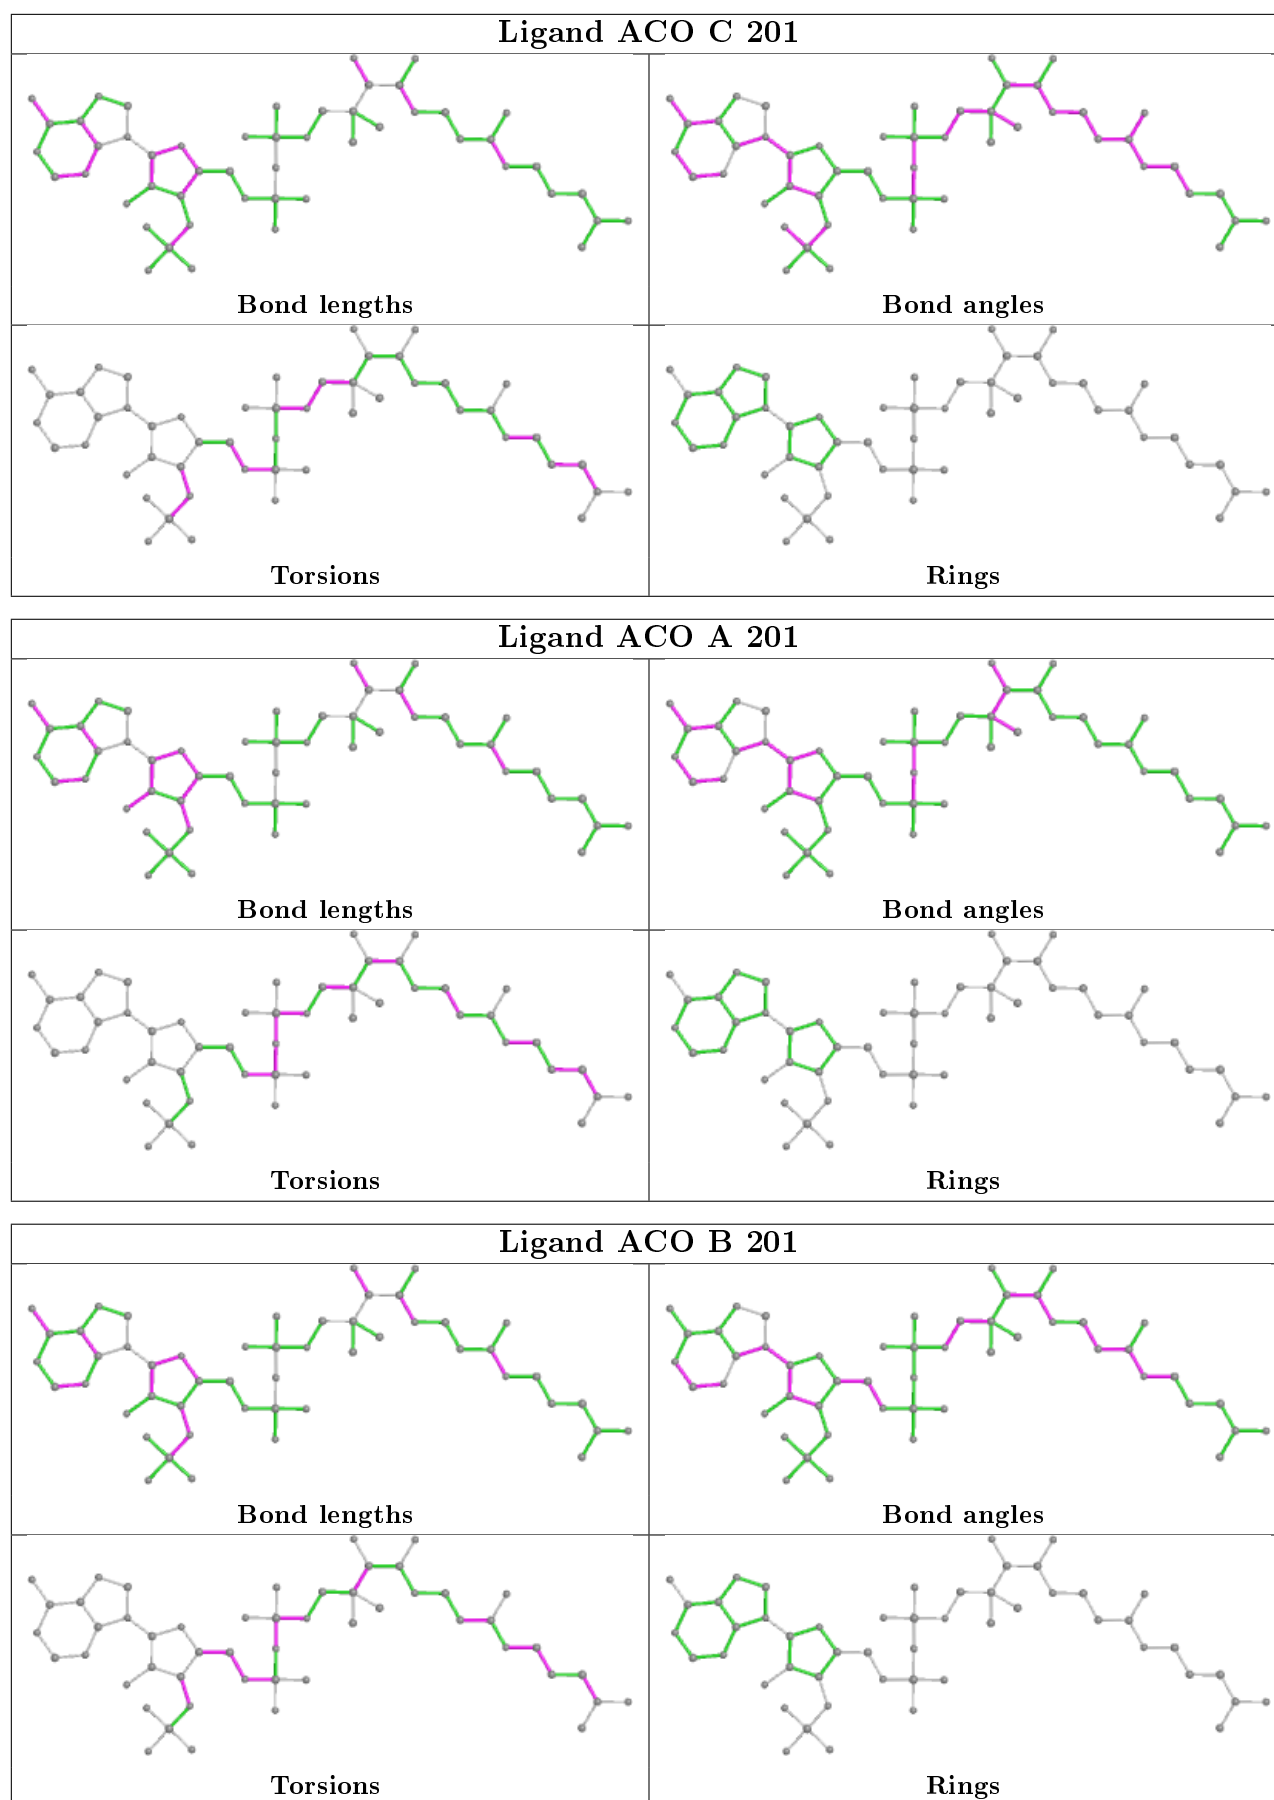 Ligand ACO C 201
Bond lengths
Bond angles
Torsions
Rings
Ligand ACO A 201
Bond lengths
Bond angles
Torsions
Rings
Ligand ACO B 201
Bond lengths
Bond angles
Torsions
Rings